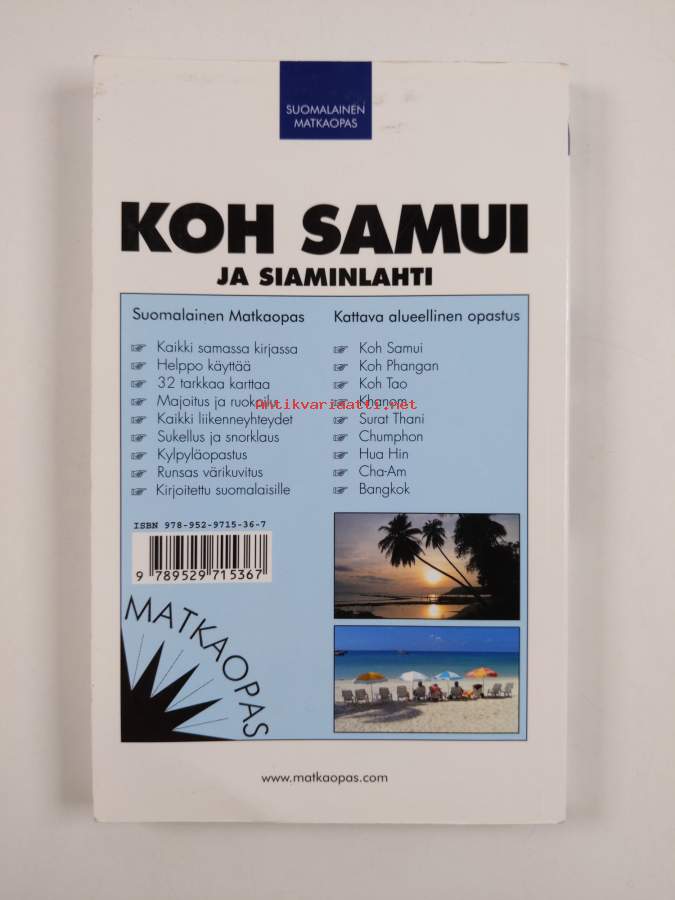 SUOMALAINEN
MATKAOPAS
KOH SAMUI
JA SIAMINLAHTI
Suomalainen Matkaopas
Kaikki samassa kirjassa
Helppo käyttää
32 tarkkaa karttaa
Majoitus ja ruokailu
Kaikki liikenneyhteydet
Sukellus ja snorklaus
Kylpyläopastus
Runsas värikuvitus
Kirjoitettu suomalaisille
Kattava alueellinen opastus
Koh Samui
Koh Phangan
Koh Tao
Khanom
Surat Thani
Chumphon
Hua Hin
Cha-Am
Bangkok
Antikvariaatti.net
ISBN 978-952-9715-36-7
9 789529 715367
MATKAOPAS
www.matkaopas.com